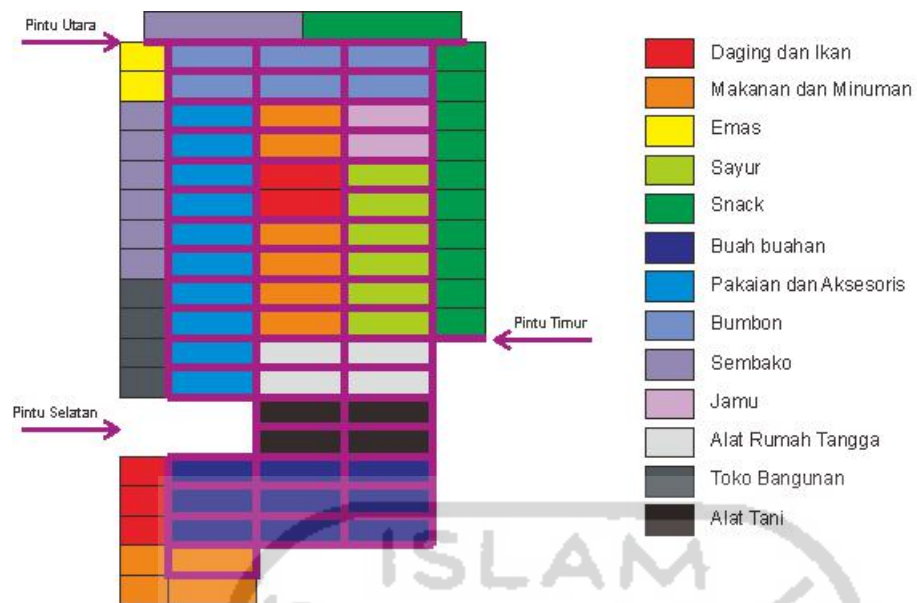 Pintu Utara
Daging dan Ikan
Makanan dan Minuman
Emas
Sayur
Snack
Buah buahan
Pakaian dan Aksesoris
Bumbon
Pintu Timur
Sembako
Jamu
Pintu Selatan
Alat Rumah Tangga
Toko Bangunan
Alat Tani
ISLAM